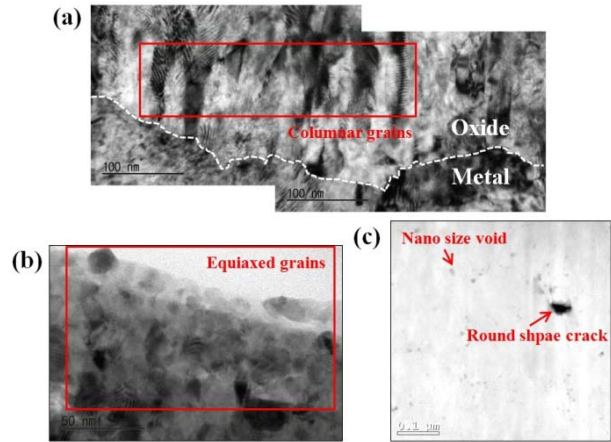 (a)
Columnar grains
Oxide
Metal
100 nm
100 nm
(b)
Equiaxed grains
50 nm
(c)
Nano size void
Round shpae crack
0.1 μm